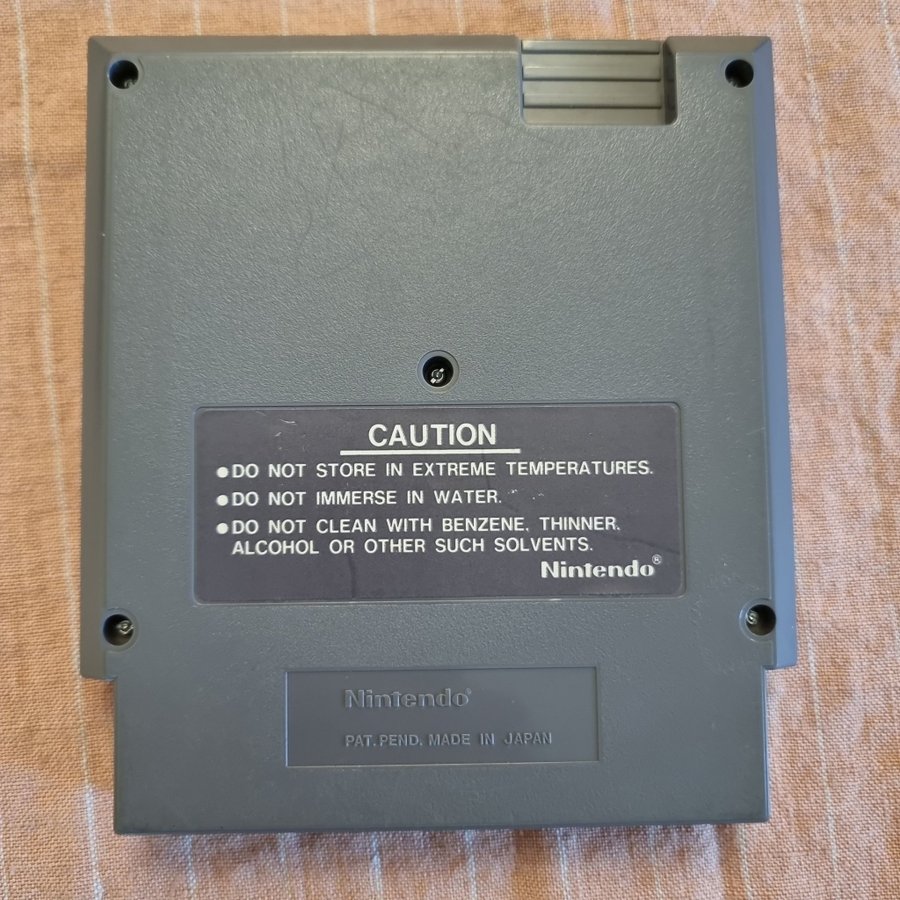 CAUTION
●DO NOT STORE IN EXTREME TEMPERATURES.
●DO NOT IMMERSE IN WATER.
●DO NOT CLEAN WITH BENZENE, THINNER,
ALCOHOL OR OTHER SUCH SOLVENTS.
Nintendo®
Nintendo®
PAT. PEND. MADE IN JAPAN